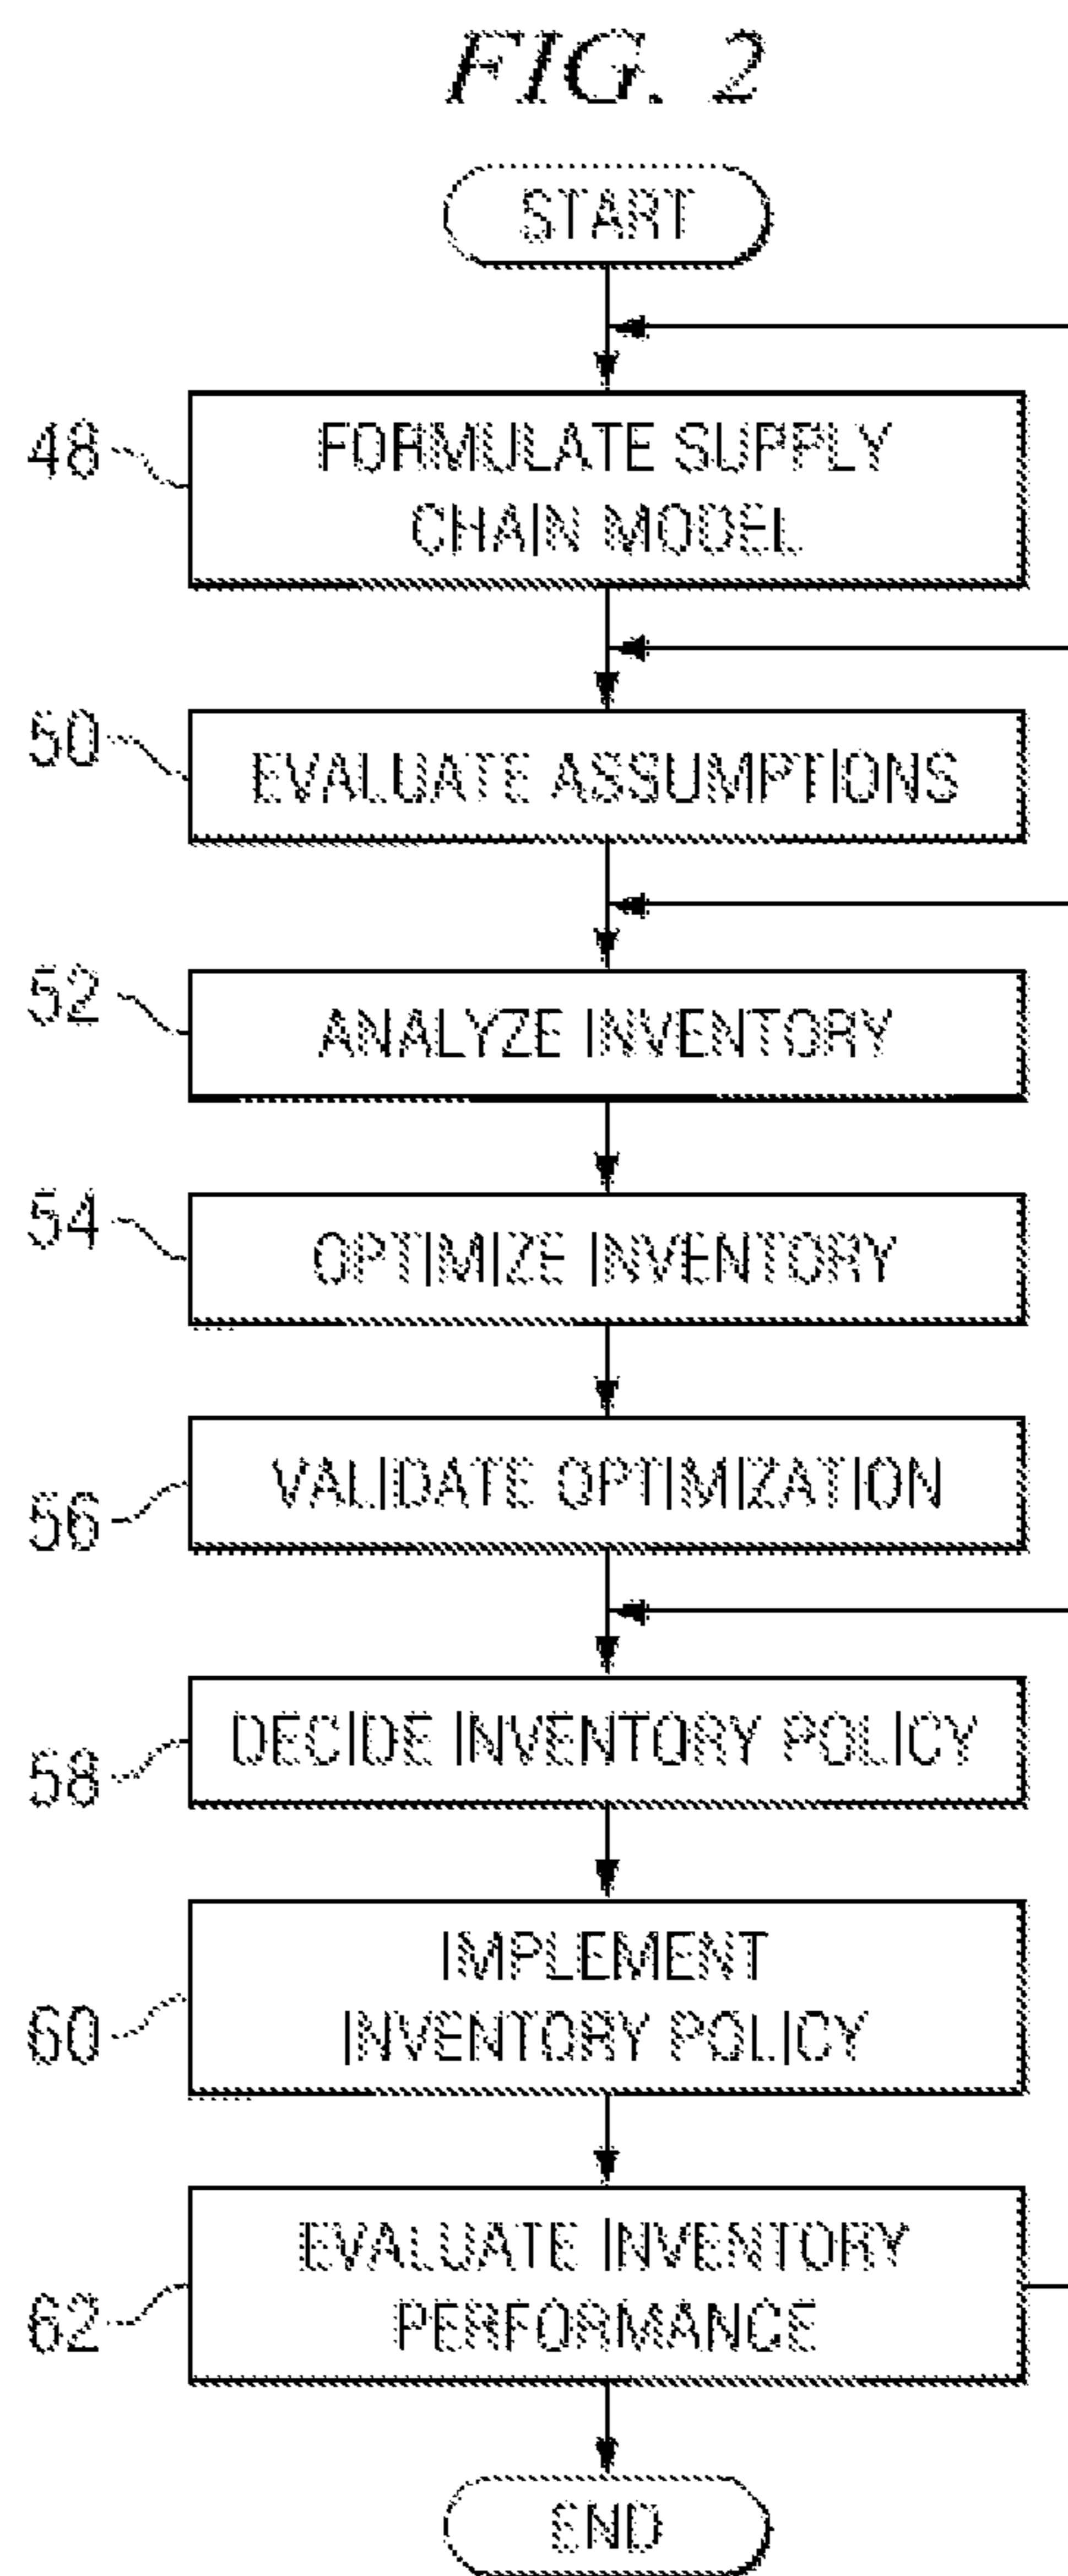 FIG. 2
START
48
FORMULATE SUPPLY
CHAIN MODEL
50
EVALUATE ASSUMPTIONS
52
ANALYZE INVENTORY
54
OPTIMIZE INVENTORY
56
VALIDATE OPTIMIZATION
58
DECIDE INVENTORY POLICY
60
IMPLEMENT
INVENTORY POLICY
62
EVALUATE INVENTORY
PERFORMANCE
END